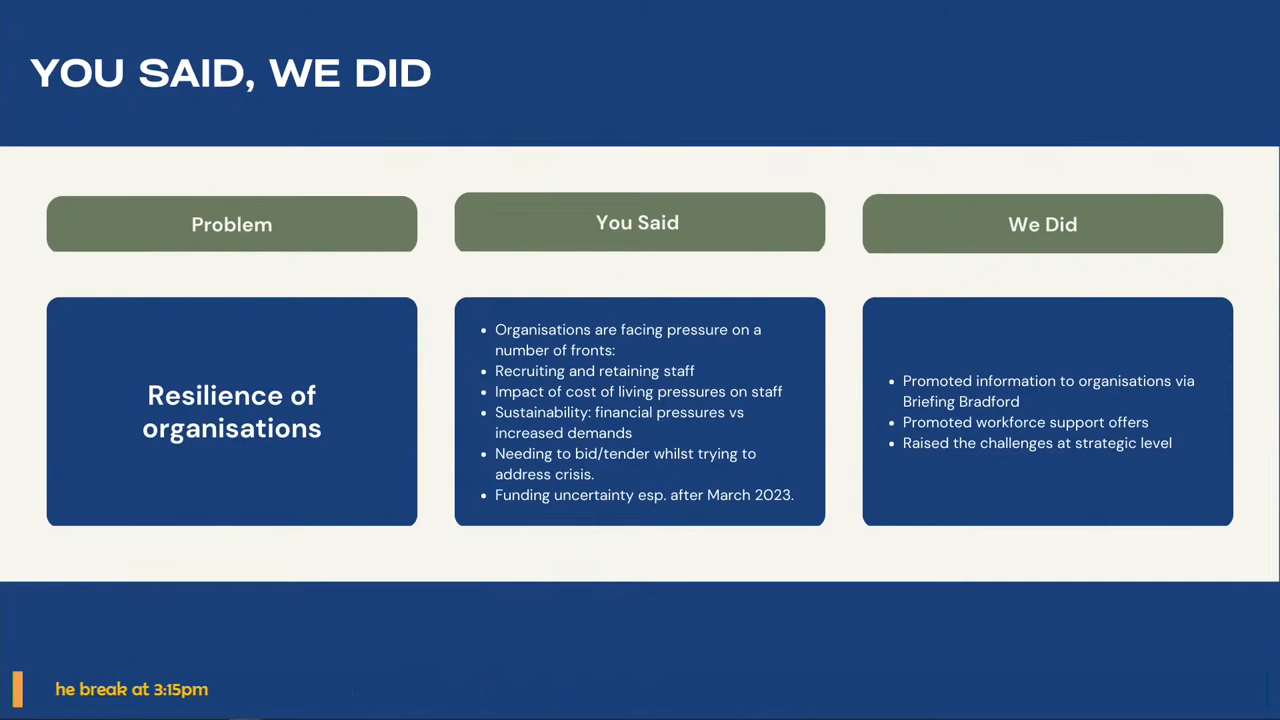 YOU SAID, WE DID
Problem
You Said
We Did
Resilience of
organisations
• Organisations are facing pressure on a
number of fronts:
• Recruiting and retaining staff
• Impact of cost of living pressures on staff
• Sustainability: financial pressures vs
increased demands
• Needing to bid/tender whilst trying to
address crisis.
• Funding uncertainty esp. after March 2023.
• Promoted information to organisations via
Briefing Bradford
• Promoted workforce support offers
• Raised the challenges at strategic level
he break at 3:15pm